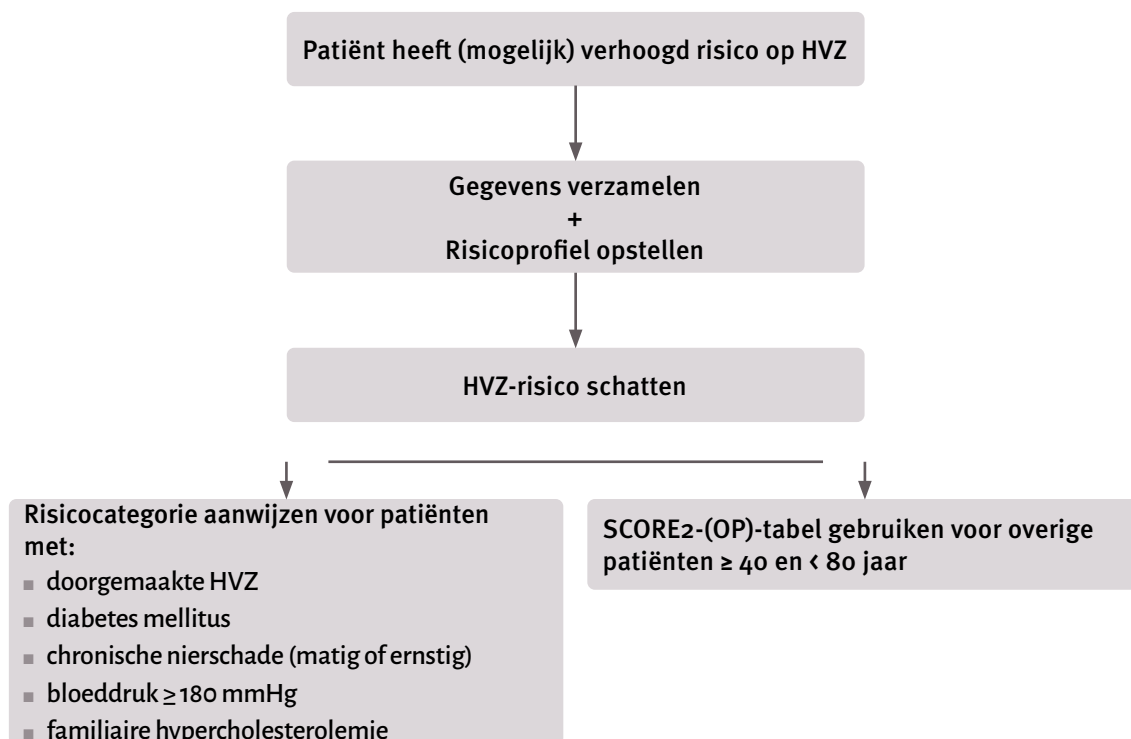 Patiënt heeft (mogelijk) verhoogd risico op HVZ
Gegevens verzamelen
+
Risicoprofiel opstellen
HVZ-risico schatten
Risicocategorie aanwijzen voor patiënten
met:
▪ doorgemaakte HVZ
▪ diabetes mellitus
▪ chronische nierschade (matig of ernstig)
▪ bloeddruk ≥ 180 mmHg
▪ familiaire hypercholesterolemie
SCORE2-(OP)-tabel gebruiken voor overige
patiënten ≥ 40 en < 80 jaar